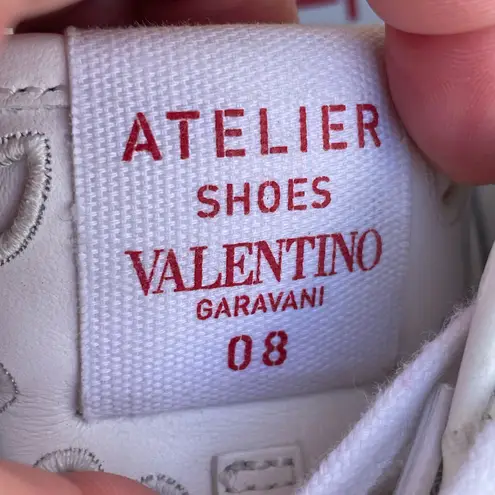 ATELIER
SHOES
VALENTINO
GARAVANI
08